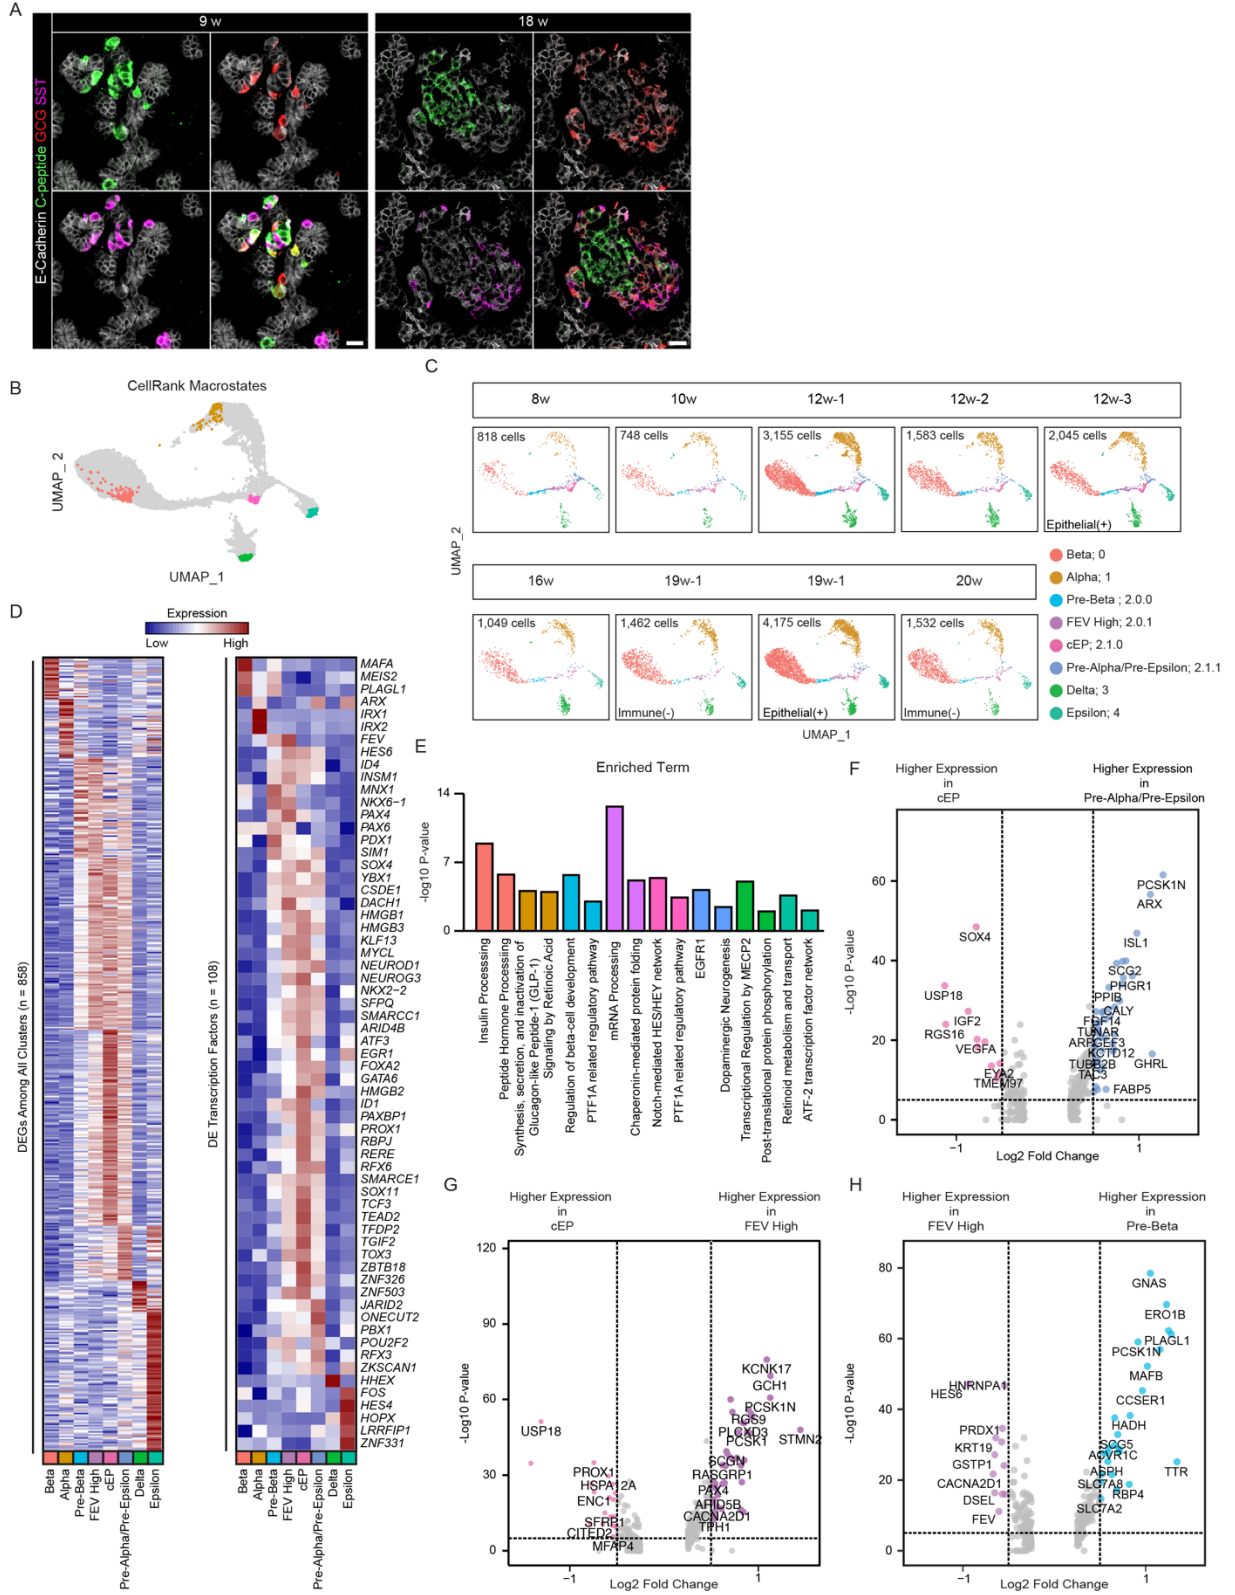 A
9 w
18 w
E-Cadherin C-peptide GCG SST
B
CellRank Macrostates
UMAP_2
UMAP_1
C
8w
10w
12w-1
12w-2
12w-3
818 cells
748 cells
3,155 cells
1,583 cells
2,045 cells
Epithelial(+)
UMAP_2
16w
19w-1
19w-1
20w
1,049 cells
1,462 cells
4,175 cells
1,532 cells
Immune(-)
Epithelial(+)
Immune(-)
UMAP_1
Beta; 0
Alpha; 1
Pre-Beta ; 2.0.0
FEV High; 2.0.1
cEP; 2.1.0
Pre-Alpha/Pre-Epsilon; 2.1.1
Delta; 3
Epsilon; 4
D
Expression
Low
High
DEGs Among All Clusters (n = 858)
DE Transcription Factors (n = 108)
MAFA
MEIS2
PLAGL1
ARX
IRX1
IRX2
FEV
HES6
ID4
INSM1
MNX1
NKX6-1
PAX4
PAX6
PDX1
SIM1
SOX4
YBX1
CSDE1
DACH1
HMGB1
HMGB3
KLF13
MYCL
NEUROD1
NEUROG3
NKX2-2
SFPQ
SMARCC1
ARID4B
ATF3
EGR1
FOXA2
GATA6
HMGB2
ID1
PAXBP1
PROX1
RBPJ
RERE
RFX6
SMARCE1
SOX11
TCF3
TEAD2
TFDP2
TGIF2
TOX3
ZBTB18
ZNF326
ZNF503
JARID2
ONECUT2
PBX1
POU2F2
RFX3
ZKSCAN1
HHEX
FOS
HES4
HOPX
LRRFIP1
ZNF331
Beta
Alpha
Pre-Beta
FEV High
cEP
Pre-Alpha/Pre-Epsilon
Delta
Epsilon
Beta
Alpha
Pre-Beta
FEV High
cEP
Pre-Alpha/Pre-Epsilon
Delta
Epsilon
E
Enriched Term
-log10 P-value
14
7
0
Insulin Processing
Peptide Hormone Processing
Synthesis, secretion, and inactivation of
Glucagon-like Peptide-1 (GLP-1)
Signaling by Retinoic Acid
Regulation of beta-cell development
PTF1A related regulatory pathway
mRNA Processing
Chaperonin-mediated protein folding
Notch-mediated HES/HEY network
PTF1A related regulatory pathway
EGFR1
Dopaminergic Neurogenesis
Transcriptional Regulation by MECP2
Post-translational protein phosphorylation
Retinoid metabolism and transport
ATF-2 transcription factor network
F
Higher Expression
in
cEP
Higher Expression
in
Pre-Alpha/Pre-Epsilon
-Log10 P-value
60
40
20
0
PCSK1N
ARX
SOX4
ISL1
SCG2
PHGR1
USP18
PPIB
IGF2
CALY
FGF14
RGS16
TUNAR
VEGFA
ARFGEF3
KCTD12
TUBB2B
GHRL
EYA2
TAC3
TMEM97
FABP5
−1
1
Log2 Fold Change
G
Higher Expression
in
cEP
Higher Expression
in
FEV High
-Log10 P-value
120
90
60
30
0
KCNK17
GCH1
PCSK1N
RGS9
USP18
PLCXD3
PCSK1
STMN2
SCGN
PROX1
RASGRP1
HSPA12A
PAX4
ENC1
ARID5B
SFRP1
CACNA2D1
CITED2
TPH1
MFAP4
−1
1
Log2 Fold Change
H
Higher Expression
in
FEV High
Higher Expression
in
Pre-Beta
-Log10 P-value
80
60
40
20
0
GNAS
ERO1B
PLAGL1
PCSK1N
MAFB
HNRNPA1
HES6
CCSER1
HADH
PRDX1
SCG5
KRT19
ACVR1C
GSTP1
ASPH
TTR
CACNA2D1
SLC7A8
RBP4
DSEL
SLC7A2
FEV
−1
1
Log2 Fold Change